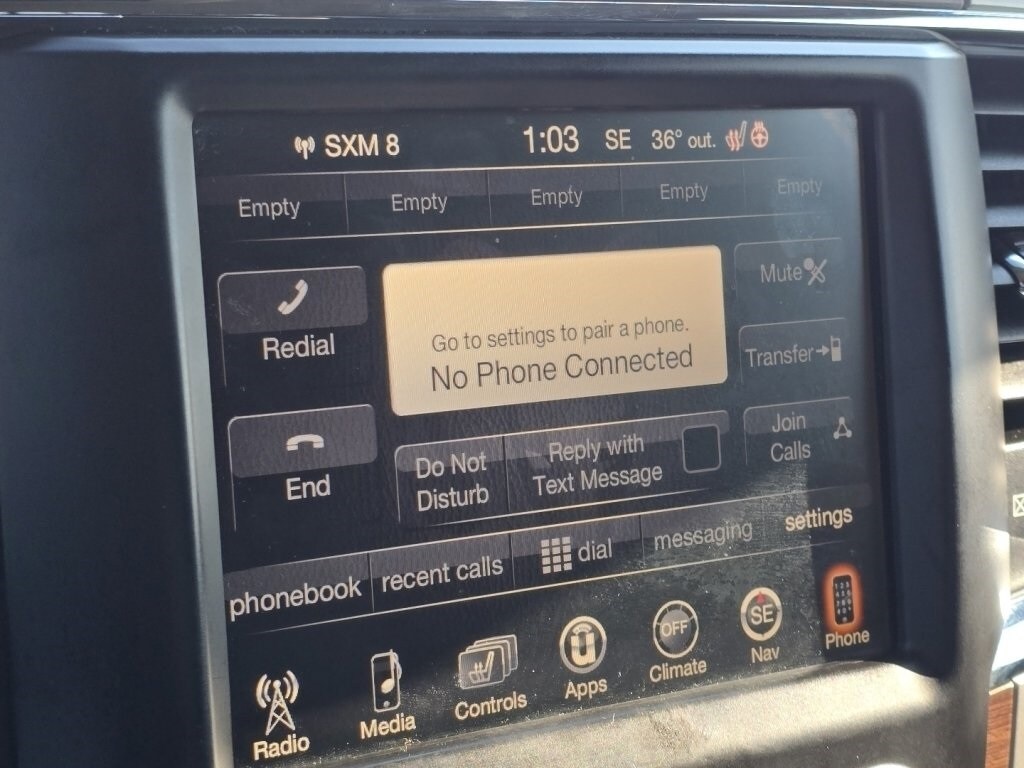 SXM 8 1:03 SE 36° out.
Empty Empty Empty Empty Empty
Redial
Go to settings to pair a phone.
No Phone Connected
Mute
Transfer
End
Do Not
Disturb
Reply with
Text Message
Join
Calls
phonebook recent calls dial messaging settings
Radio Media Controls Apps OFF Climate SE Nav Phone